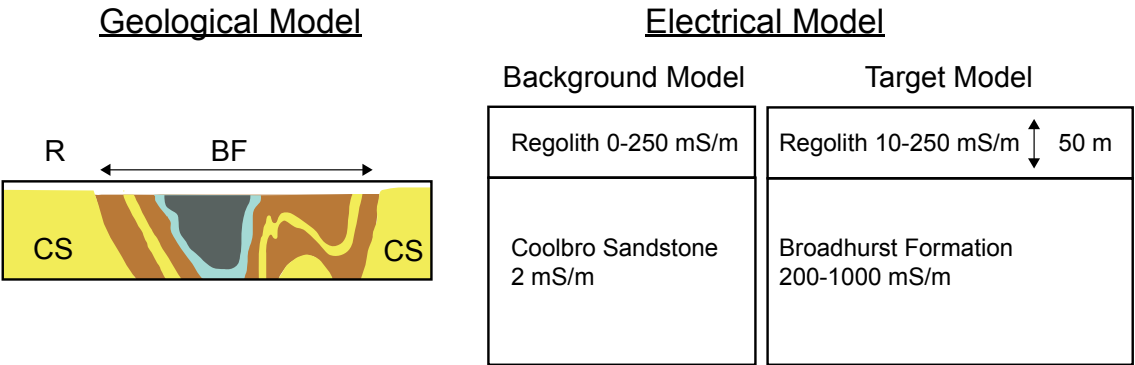 Geological Model
Electrical Model
Background Model
Target Model
R
BF
CS
CS
Regolith 0-250 mS/m
Coolbro Sandstone
2 mS/m
Regolith 10-250 mS/m
50 m
Broadhurst Formation
200-1000 mS/m